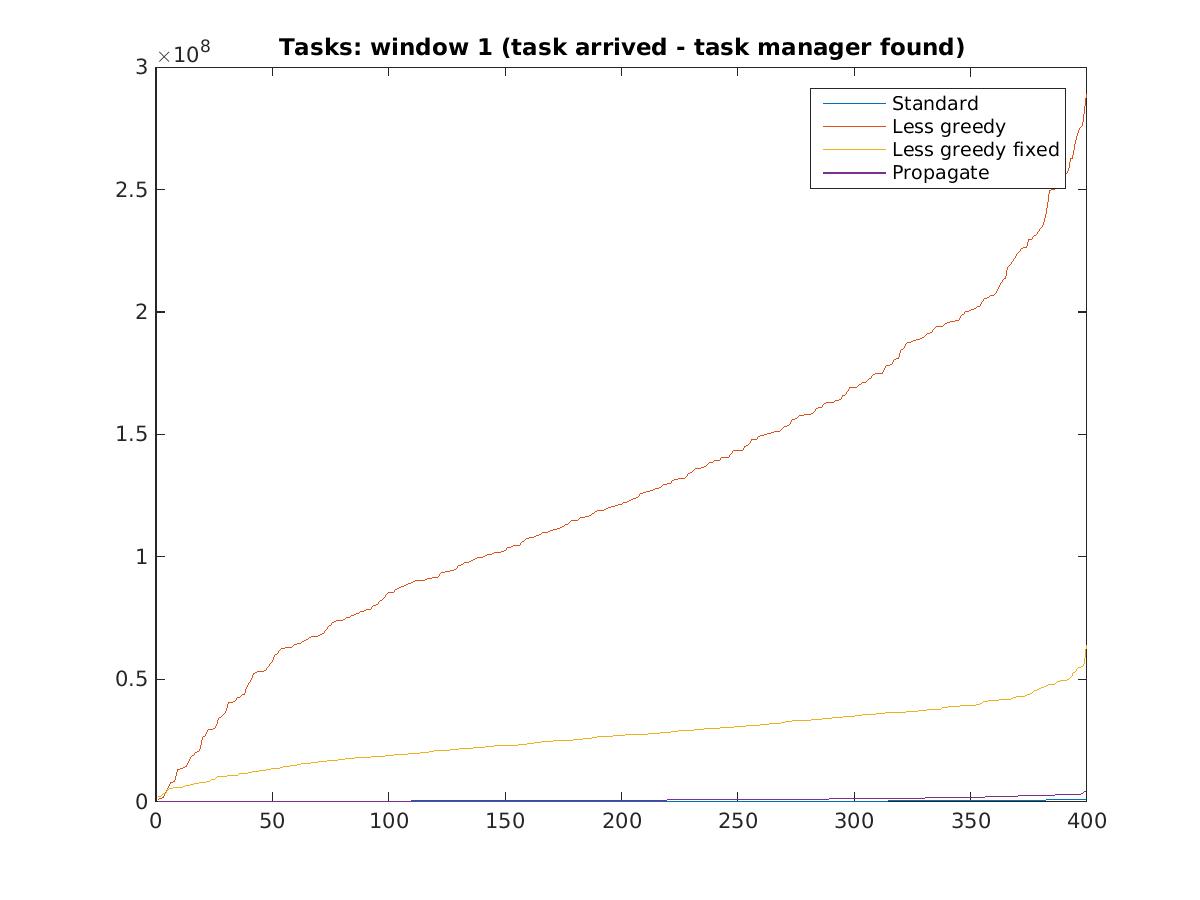 Tasks: window 1 (task arrived - task manager found)
×10⁸
3
2.5
2
1.5
1
0.5
0
0 50 100 150 200 250 300 350 400
Standard
Less greedy
Less greedy fixed
Propagate